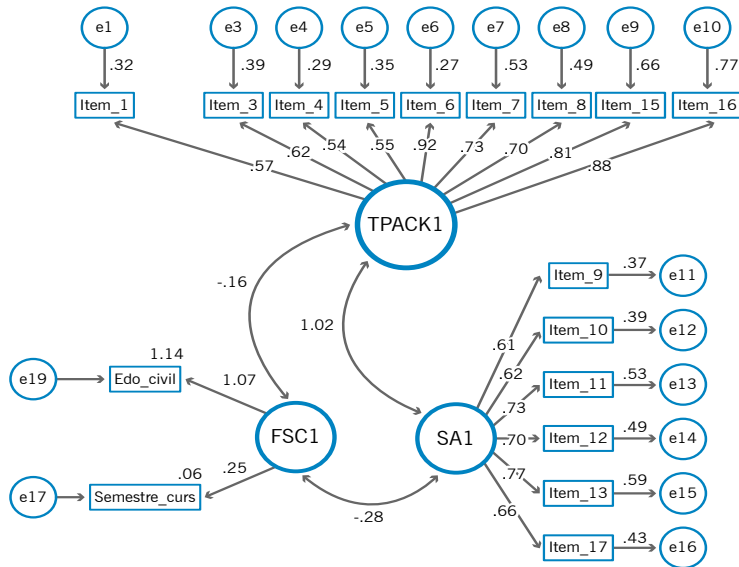 e1 e3 e4 e5 e6 e7 e8 e9 e10
.32 .39 .29 .35 .27 .53 .49 .66 .77
Item_1 Item_3 Item_4 Item_5 Item_6 Item_7 Item_8 Item_15 Item_16
.57 .62 .54 .55 .92 .73 .70 .81 .88
TPACK1
-.16
1.02
.37
Item_9 e11
.61
.39
Item_10 e12
.62
.53
Item_11 e13
.73
.49
Item_12 e14
.70
.59
Item_13 e15
.77
.43
Item_17 e16
.66
1.14
e19 Edo_civil
1.07
FSC1 SA1
.06 .25
e17 Semestre_curs
-.28